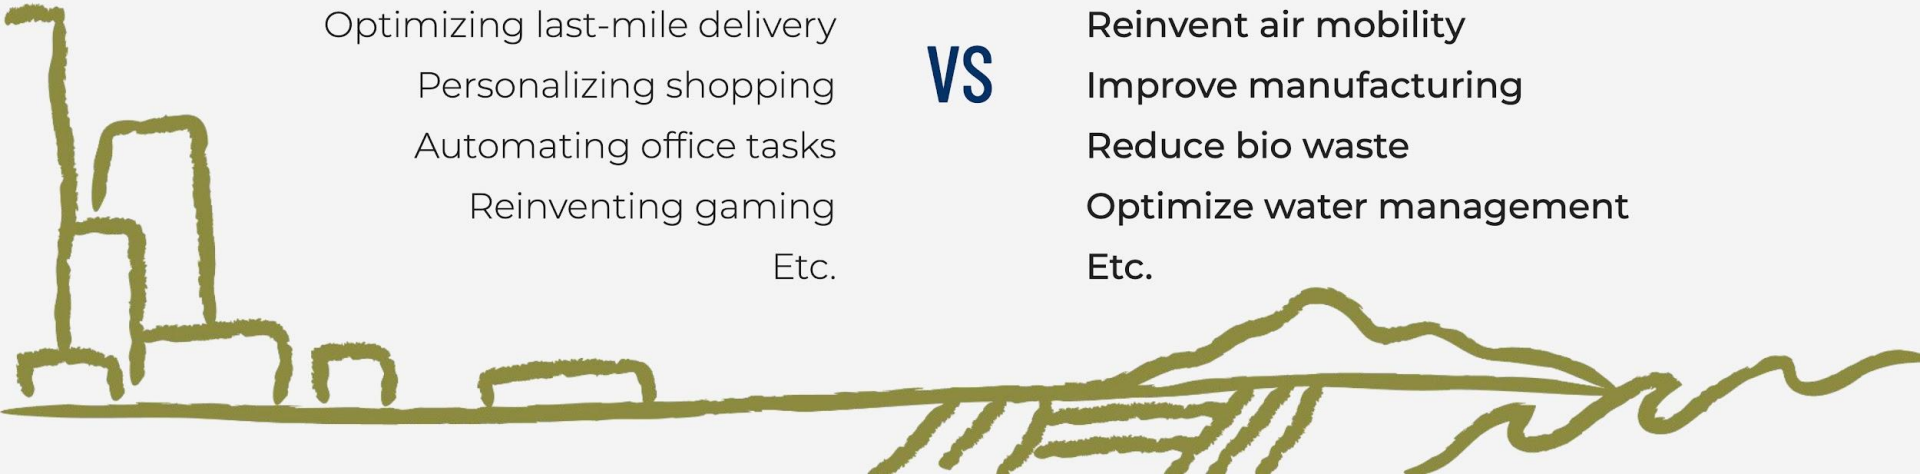 Optimizing last-mile delivery
Personalizing shopping
Automating office tasks
Reinventing gaming
Etc.
VS
Reinvent air mobility
Improve manufacturing
Reduce bio waste
Optimize water management
Etc.